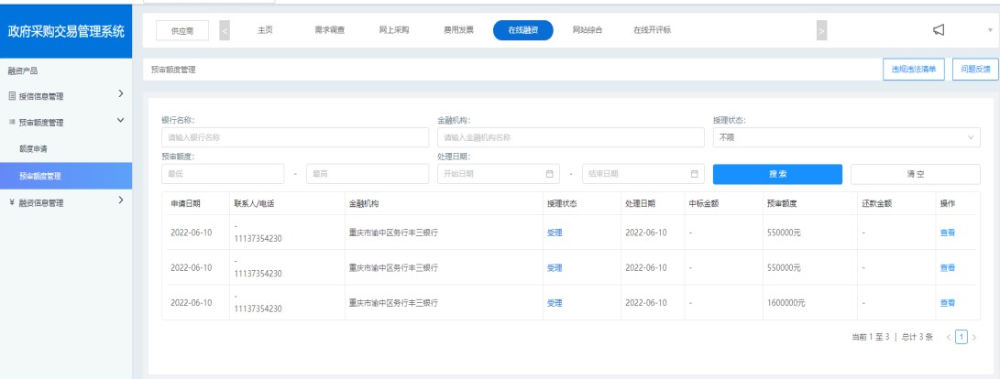 政府采购交易管理系统
供应商 < 主页 需求调查 网上采购 费用发票 在线融资 网站综合 在线开评标 >
融资产品
授信信息管理
预审额度管理
额度申请
预审额度管理
¥ 融资信息管理
预审额度管理 违规违法清单 问题反馈
银行名称: 金融机构: 授理状态:
请输入银行名称 请输入金融机构名称 不限
预审额度: 处理日期:
最低 - 最高 开始日期 - 结束日期 搜索 清空
申请日期 联系人/电话 金融机构 授理状态 处理日期 中标金额 预审额度 还款金额 操作
2022-06-10 - 11137354230 重庆市渝中区务行丰三银行 受理 2022-06-10 - 550000元 - 查看
2022-06-10 - 11137354230 重庆市渝中区务行丰三银行 受理 2022-06-10 - 550000元 - 查看
2022-06-10 - 11137354230 重庆市渝中区务行丰三银行 受理 2022-06-10 - 1600000元 - 查看
当前 1 至 3 | 总计 3 条 < 1 >